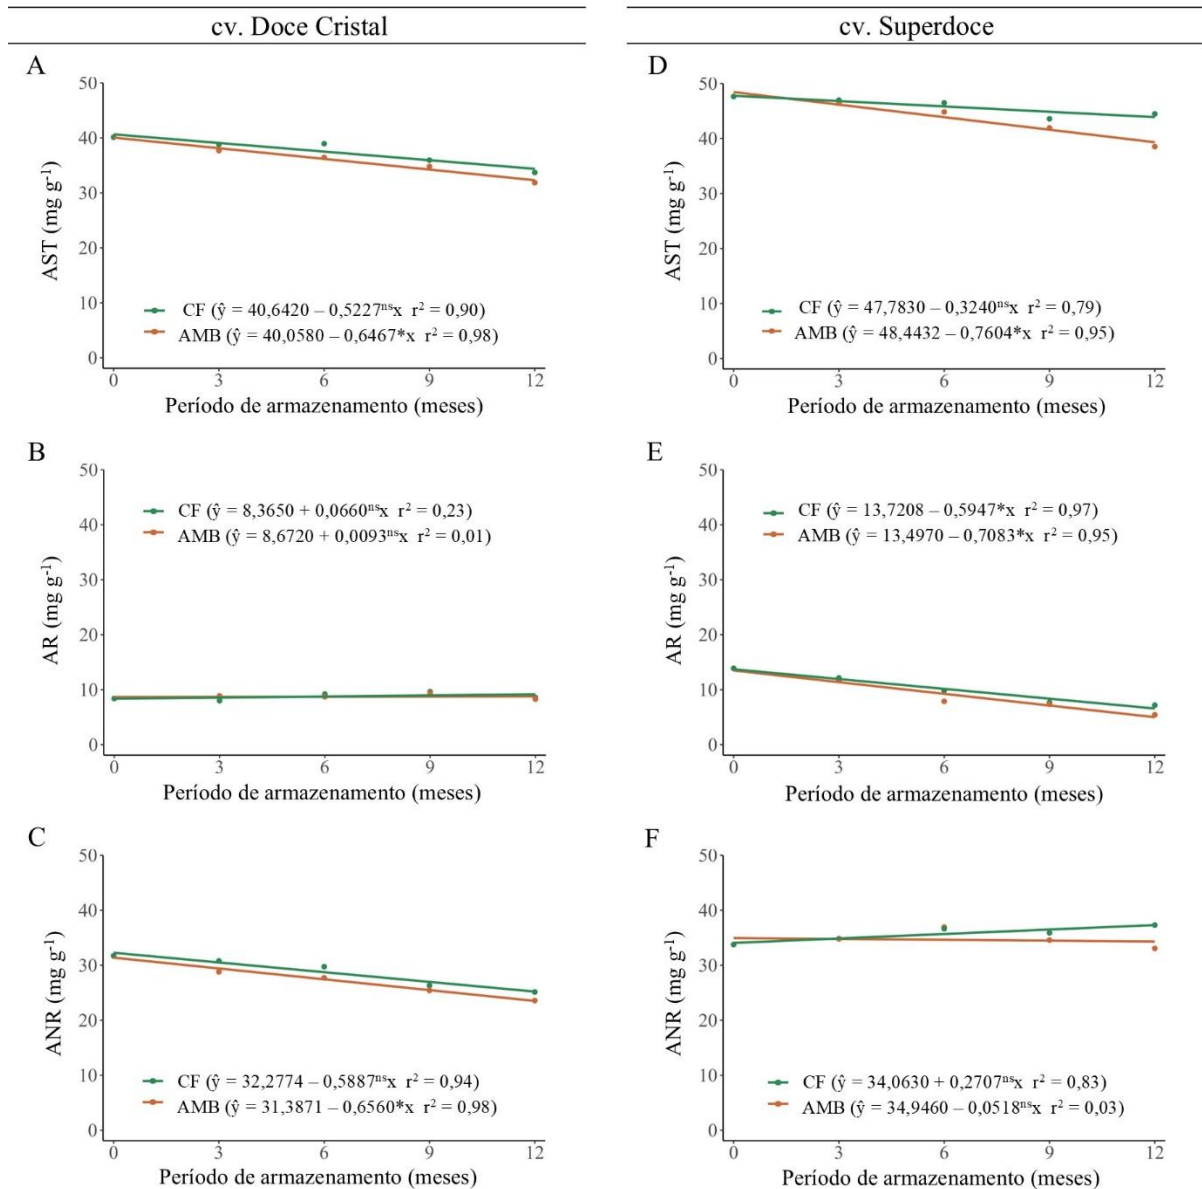 cv. Doce Cristal
cv. Superdoce
A
AST (mg g⁻¹)
50
40
30
20
10
0
CF (ŷ = 40,6420 – 0,5227ⁿˢx r² = 0,90)
AMB (ŷ = 40,0580 – 0,6467*x r² = 0,98)
0 3 6 9 12
Período de armazenamento (meses)
D
AST (mg g⁻¹)
50
40
30
20
10
0
CF (ŷ = 47,7830 – 0,3240ⁿˢx r² = 0,79)
AMB (ŷ = 48,4432 – 0,7604*x r² = 0,95)
0 3 6 9 12
Período de armazenamento (meses)
B
AR (mg g⁻¹)
50
40
30
20
10
0
CF (ŷ = 8,3650 + 0,0660ⁿˢx r² = 0,23)
AMB (ŷ = 8,6720 + 0,0093ⁿˢx r² = 0,01)
0 3 6 9 12
Período de armazenamento (meses)
E
AR (mg g⁻¹)
50
40
30
20
10
0
CF (ŷ = 13,7208 – 0,5947*x r² = 0,97)
AMB (ŷ = 13,4970 – 0,7083*x r² = 0,95)
0 3 6 9 12
Período de armazenamento (meses)
C
ANR (mg g⁻¹)
50
40
30
20
10
0
CF (ŷ = 32,2774 – 0,5887ⁿˢx r² = 0,94)
AMB (ŷ = 31,3871 – 0,6560*x r² = 0,98)
0 3 6 9 12
Período de armazenamento (meses)
F
ANR (mg g⁻¹)
50
40
30
20
10
0
CF (ŷ = 34,0630 + 0,2707ⁿˢx r² = 0,83)
AMB (ŷ = 34,9460 – 0,0518ⁿˢx r² = 0,03)
0 3 6 9 12
Período de armazenamento (meses)